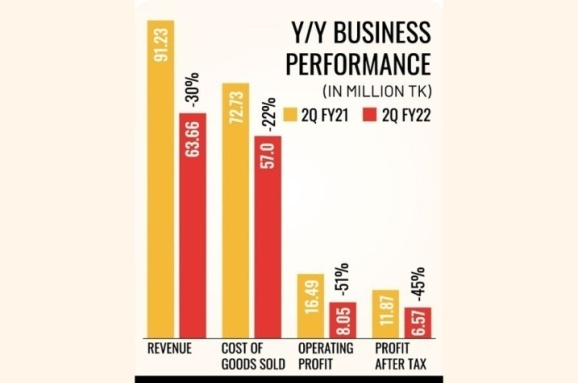 Y/Y BUSINESS
PERFORMANCE
(IN MILLION TK)
2Q FY21 2Q FY22
91.23
-30%
63.66
72.73
-22%
57.0
16.49
-51%
8.05
11.87
-45%
6.57
REVENUE
COST OF
GOODS SOLD
OPERATING
PROFIT
PROFIT
AFTER TAX